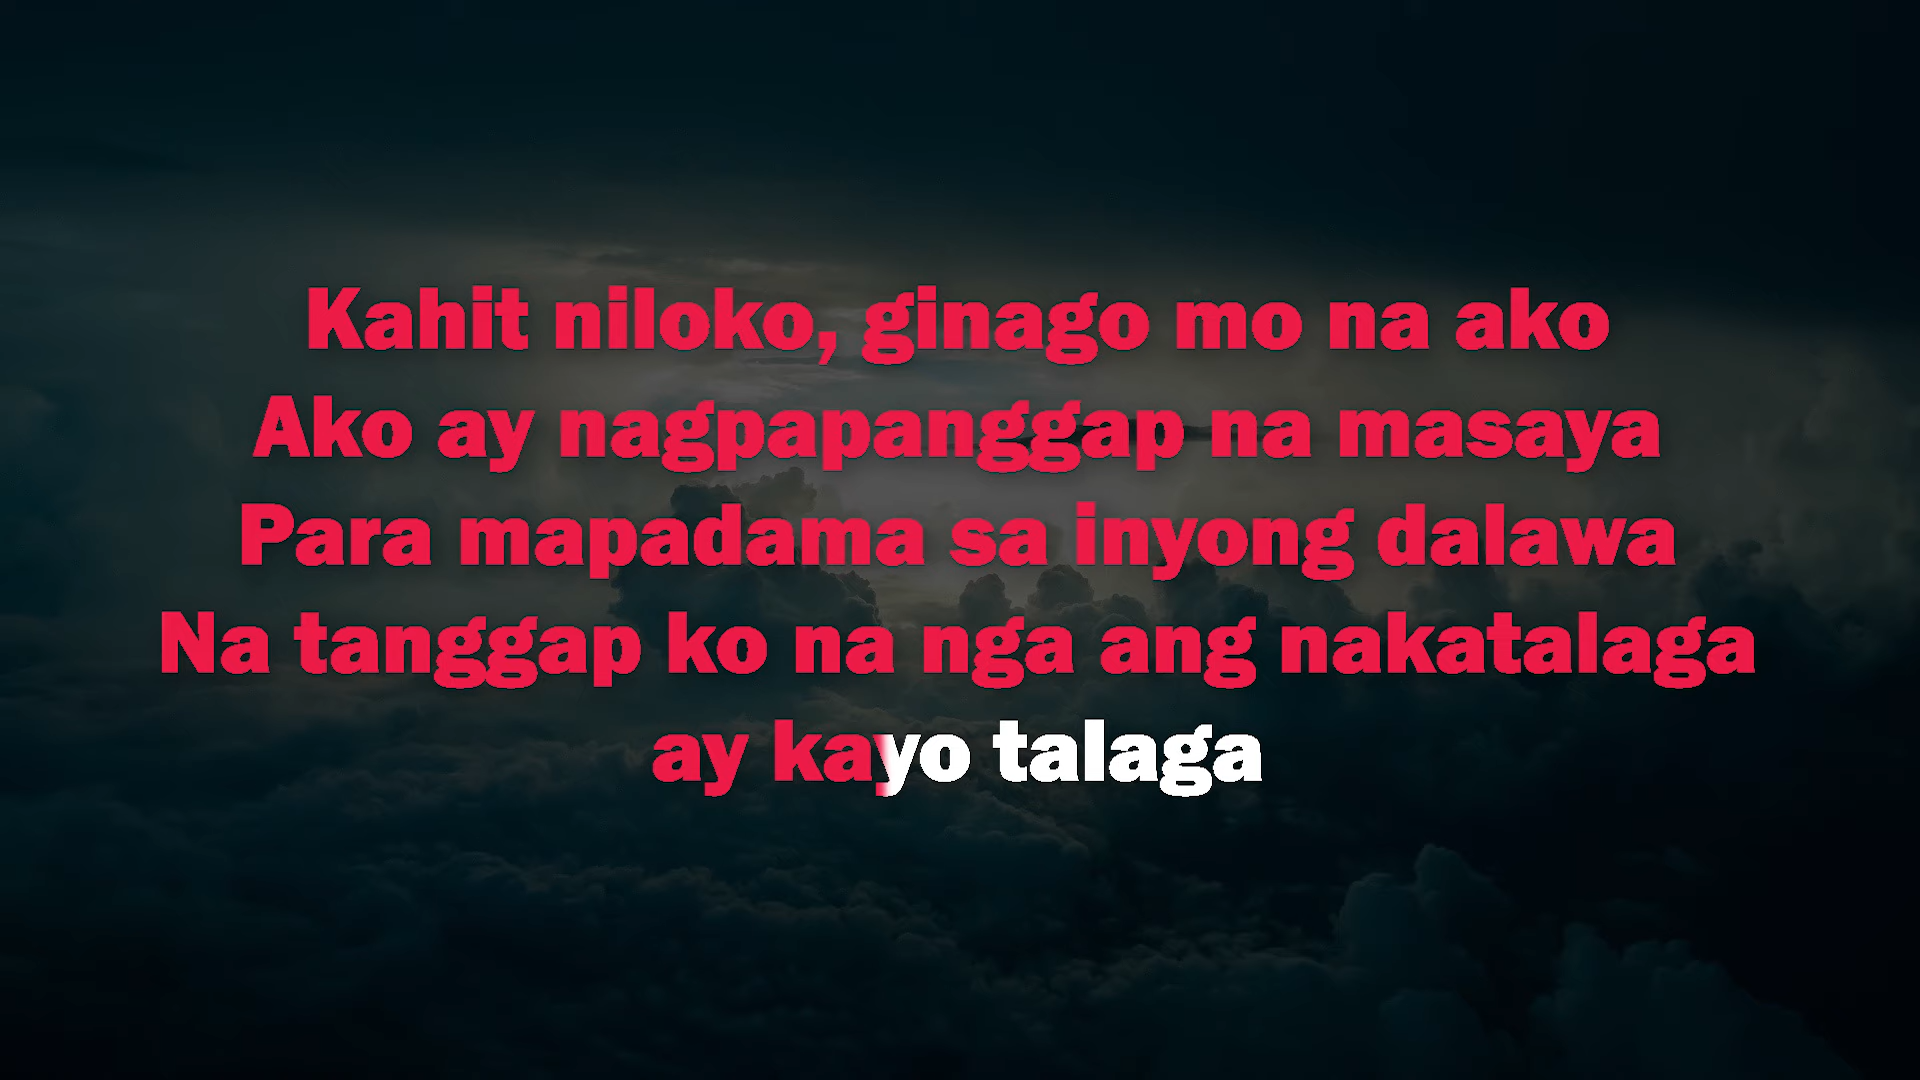 Kahit niloko, ginago mo na ako
Ako ay nagpapanggap na masaya
Para mapadama sa inyong dalawa
Na tanggap ko na nga ang nakatalaga
ay kayo talaga